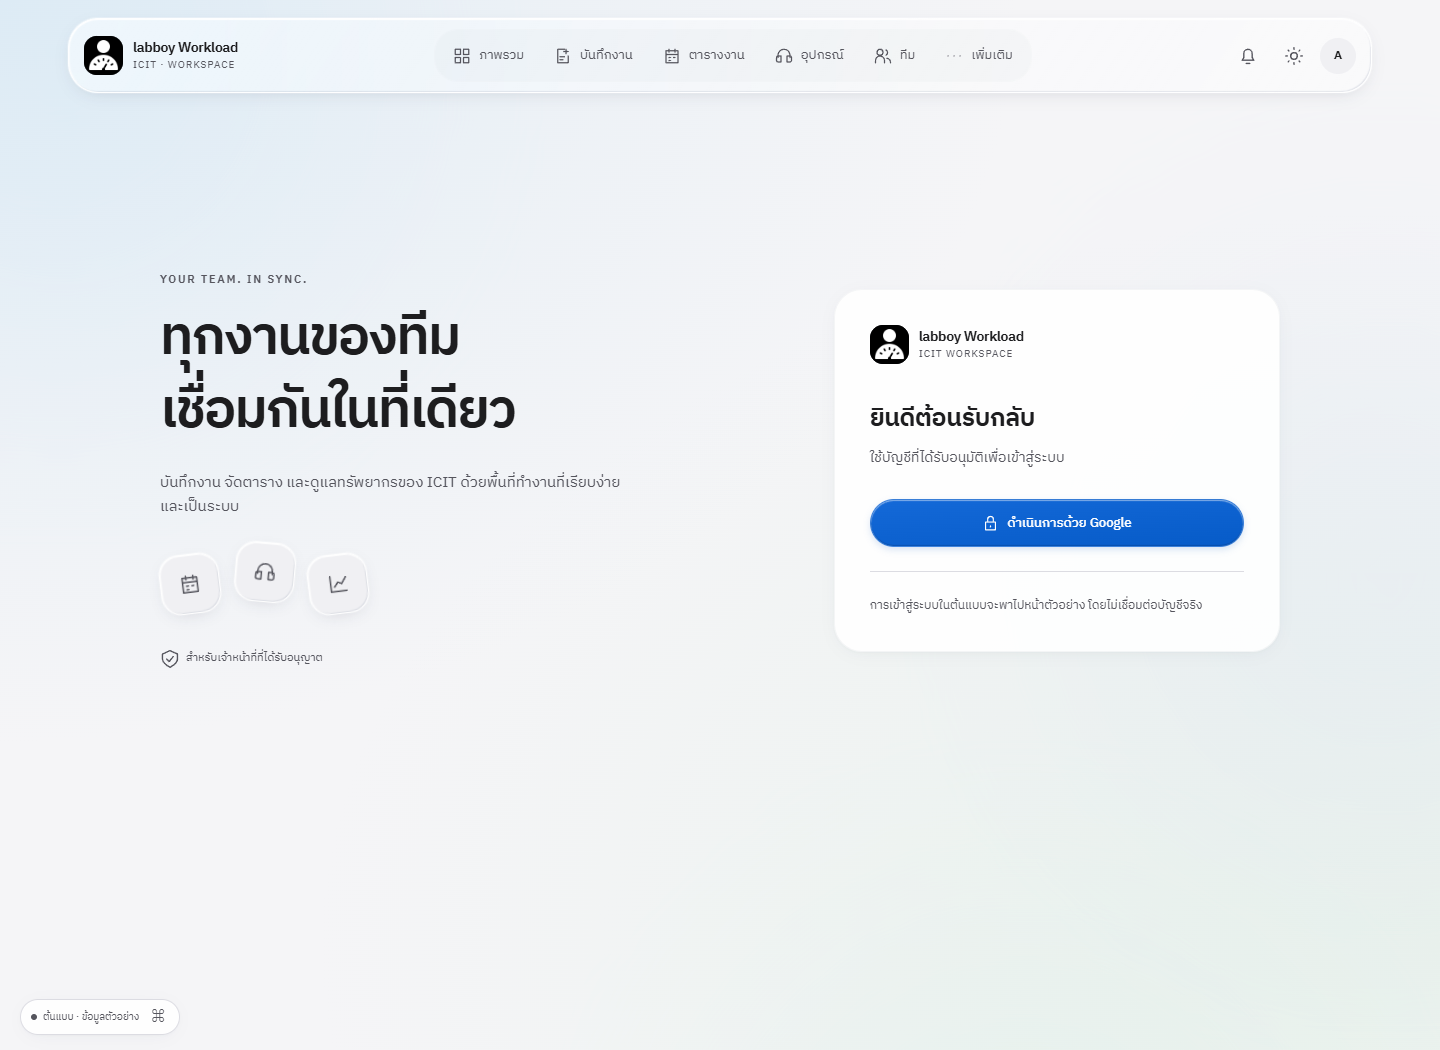 labboy Workload
ICIT · WORKSPACE
ภาพรวม
บันทึกงาน
ตารางงาน
อุปกรณ์
ทีม
··· เพิ่มเติม
A
YOUR TEAM. IN SYNC.
ทุกงานของทีม
เชื่อมกันในที่เดียว
บันทึกงาน จัดตาราง และดูแลทรัพยากรของ ICIT ด้วยพื้นที่ทำงานที่เรียบง่าย
และเป็นระบบ
สำหรับเจ้าหน้าที่ที่ได้รับอนุญาต
labboy Workload
ICIT WORKSPACE
ยินดีต้อนรับกลับ
ใช้บัญชีที่ได้รับอนุมัติเพื่อเข้าสู่ระบบ
ดำเนินการด้วย Google
การเข้าสู่ระบบในต้นแบบจะพาไปหน้าตัวอย่าง โดยไม่เชื่อมต่อบัญชีจริง
ต้นแบบ · ข้อมูลตัวอย่าง ⌘